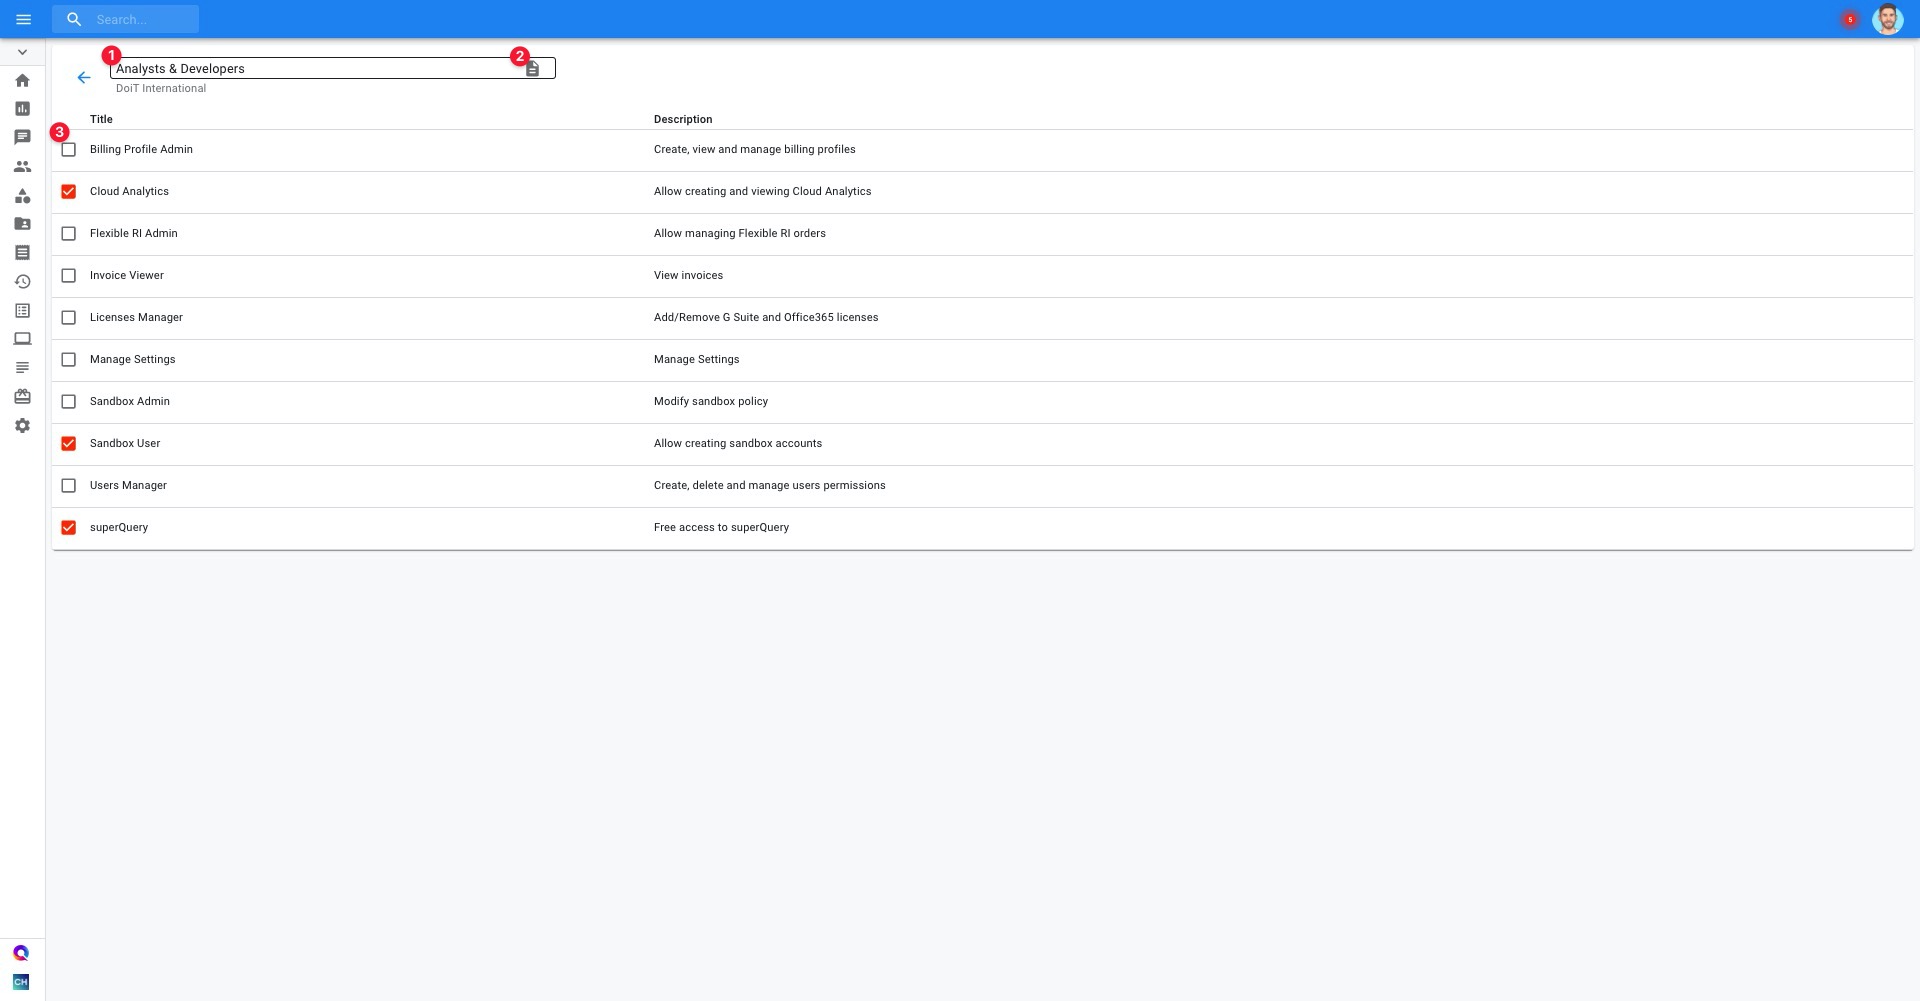 Search...
5
1
2
Analysts & Developers
DoiT International
Title Description
3
Billing Profile Admin Create, view and manage billing profiles
Cloud Analytics Allow creating and viewing Cloud Analytics
Flexible RI Admin Allow managing Flexible RI orders
Invoice Viewer View invoices
Licenses Manager Add/Remove G Suite and Office365 licenses
Manage Settings Manage Settings
Sandbox Admin Modify sandbox policy
Sandbox User Allow creating sandbox accounts
Users Manager Create, delete and manage users permissions
superQuery Free access to superQuery
CH